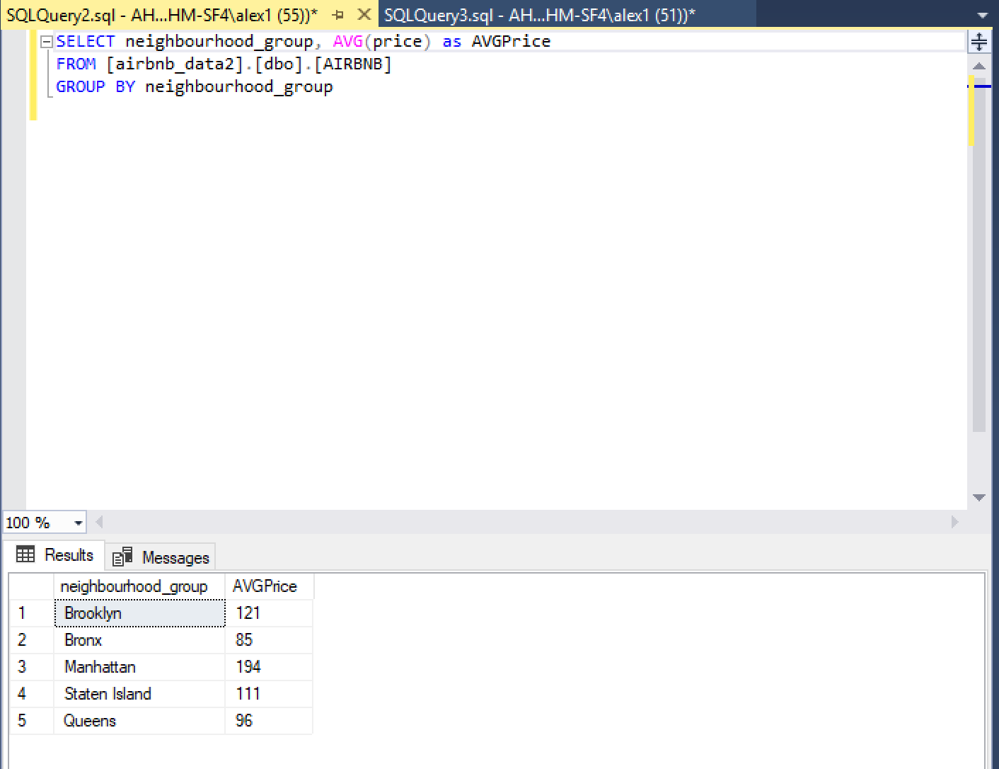 SQLQuery2.sql - AH...HM-SF4\alex1 (55))* SQLQuery3.sql - AH...HM-SF4\alex1 (51))*
SELECT neighbourhood_group, AVG(price) as AVGPrice
FROM [airbnb_data2].[dbo].[AIRBNB]
GROUP BY neighbourhood_group
100 %
Results Messages
neighbourhood_group AVGPrice
1 Brooklyn 121
2 Bronx 85
3 Manhattan 194
4 Staten Island 111
5 Queens 96